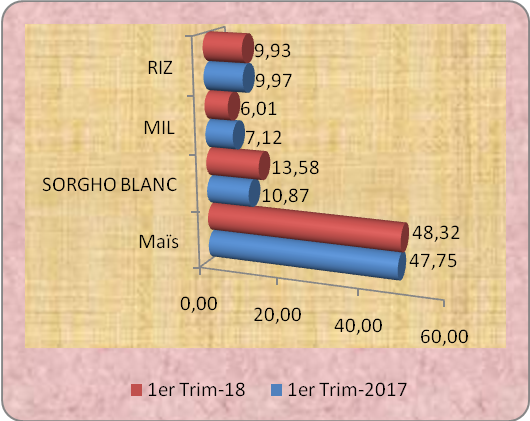 RIZ
9,93
9,97
MIL
6,01
7,12
SORGHO BLANC
13,58
10,87
Maïs
48,32
47,75
0,00
20,00
40,00
60,00
1er Trim-18
1er Trim-2017